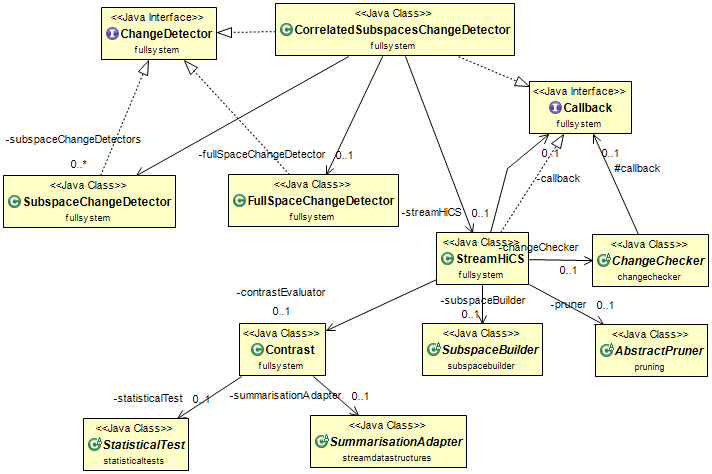 <<Java Interface>>
ChangeDetector
fullsystem
<<Java Class>>
CorrelatedSubspacesChangeDetector
fullsystem
<<Java Interface>>
Callback
fullsystem
-subspaceChangeDetectors
0..*
-fullSpaceChangeDetector
0..1
0..1
-callback
0..1
#callback
<<Java Class>>
SubspaceChangeDetector
fullsystem
<<Java Class>>
FullSpaceChangeDetector
fullsystem
-streamHiCS
0..1
<<Java Class>>
StreamHiCS
fullsystem
-changeChecker
0..1
<<Java Class>>
ChangeChecker
changechecker
-contrastEvaluator
0..1
-subspaceBuilder
0..1
-pruner
0..1
<<Java Class>>
Contrast
fullsystem
<<Java Class>>
SubspaceBuilder
subspacebuilder
<<Java Class>>
AbstractPruner
pruning
-statisticalTest
0..1
-summarisationAdapter
0..1
<<Java Class>>
StatisticalTest
statisticaltests
<<Java Class>>
SummarisationAdapter
streamdatastructures